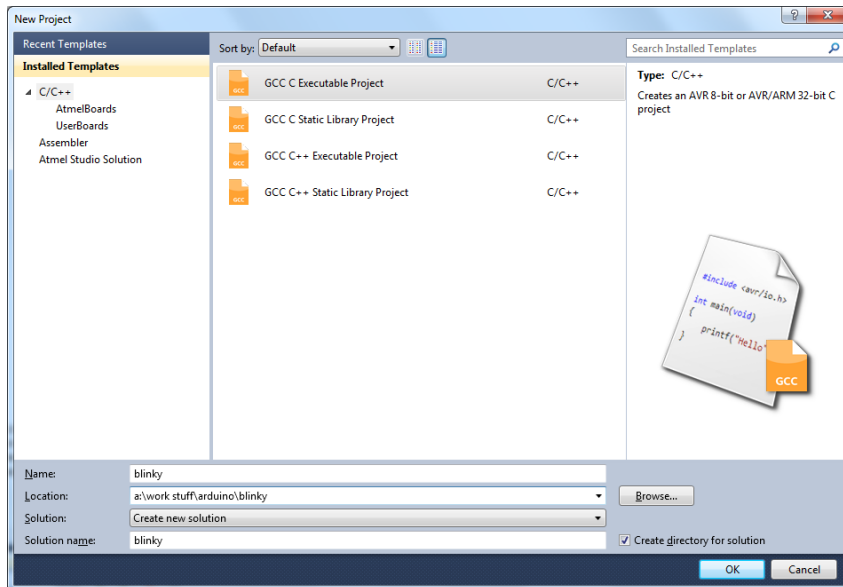 New Project
Recent Templates
Installed Templates
C/C++
AtmelBoards
UserBoards
Assembler
Atmel Studio Solution
Sort by: Default
GCC C Executable Project C/C++
GCC C Static Library Project C/C++
GCC C++ Executable Project C/C++
GCC C++ Static Library Project C/C++
Search Installed Templates
Type: C/C++
Creates an AVR 8-bit or AVR/ARM 32-bit C
project
#include <avr/io.h>
int main(void)
{
printf("Hello"
}
GCC
Name: blinky
Location: a:\work stuff\arduino\blinky Browse...
Solution: Create new solution
Solution name: blinky Create directory for solution
OK Cancel